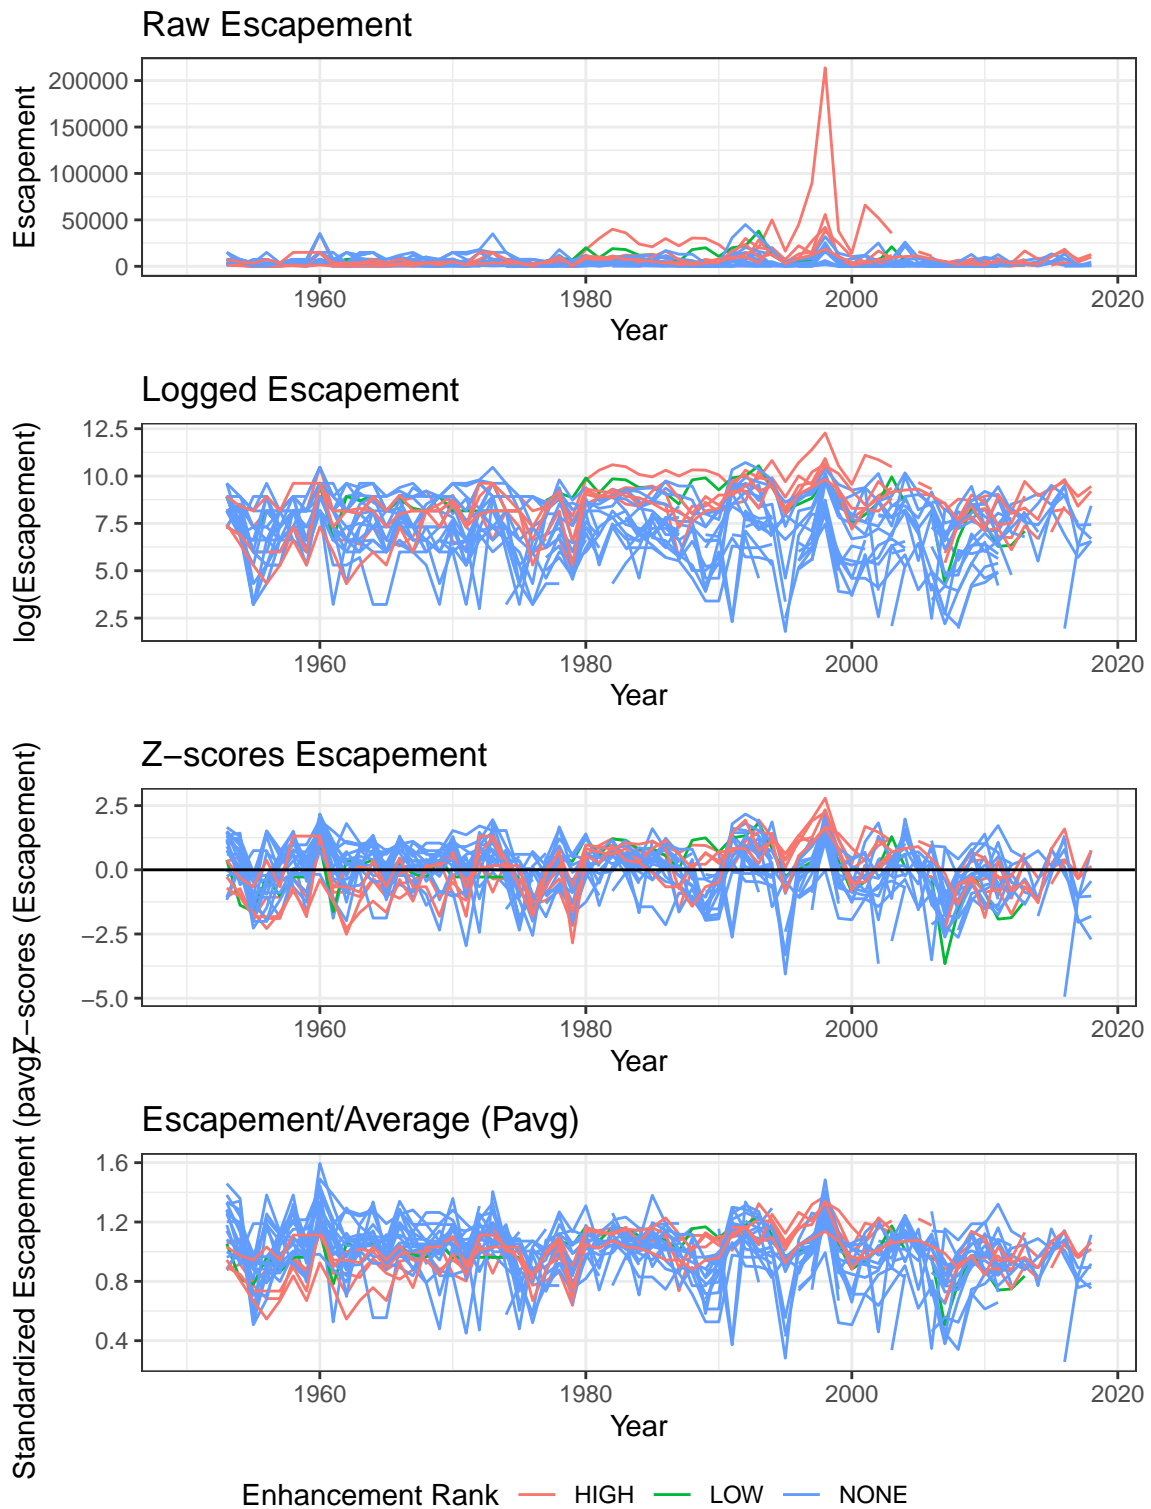 Raw Escapement
Escapement
200000
150000
100000
50000
0
1960
1980
2000
2020
Year
Logged Escapement
log(Escapement)
12.5
10.0
7.5
5.0
2.5
1960
1980
2000
2020
Year
Z−scores Escapement
Z−scores (Escapement)
2.5
0.0
−2.5
−5.0
1960
1980
2000
2020
Year
Escapement/Average (Pavg)
Standardized Escapement (pavg)
1.6
1.2
0.8
0.4
1960
1980
2000
2020
Year
Enhancement Rank HIGH LOW NONE